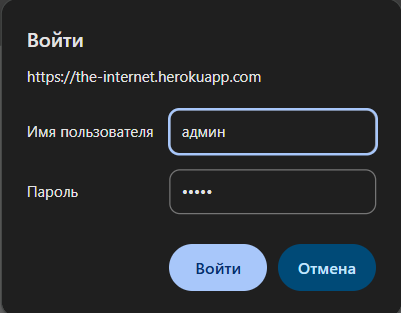 Войти
https://the-internet.herokuapp.com
Имя пользователя админ
Пароль •••••
Войти Отмена